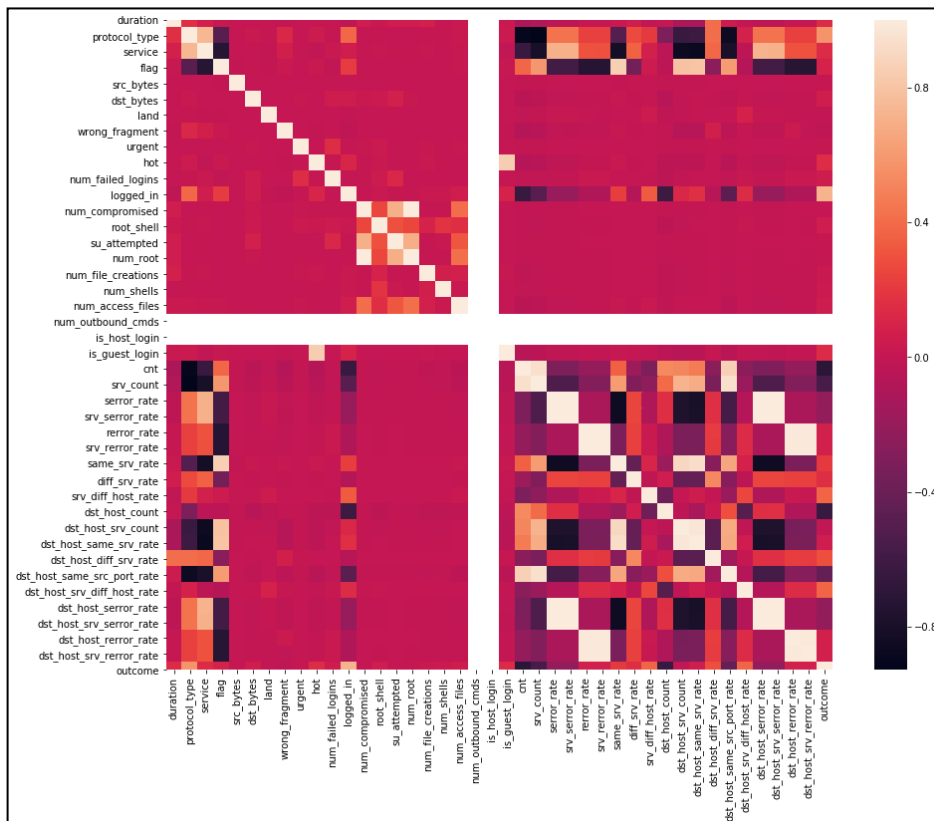 duration
protocol_type
service
flag
src_bytes
dst_bytes
land
wrong_fragment
urgent
hot
num_failed_logins
logged_in
num_compromised
root_shell
su_attempted
num_root
num_file_creations
num_shells
num_access_files
num_outbound_cmds
is_host_login
is_guest_login
cnt
srv_count
serror_rate
srv_serror_rate
rerror_rate
srv_rerror_rate
same_srv_rate
diff_srv_rate
srv_diff_host_rate
dst_host_count
dst_host_srv_count
dst_host_same_srv_rate
dst_host_diff_srv_rate
dst_host_same_src_port_rate
dst_host_srv_diff_host_rate
dst_host_serror_rate
dst_host_srv_serror_rate
dst_host_rerror_rate
dst_host_srv_rerror_rate
outcome
duration
protocol_type
service
flag
src_bytes
dst_bytes
land
wrong_fragment
urgent
hot
num_failed_logins
logged_in
num_compromised
root_shell
su_attempted
num_root
num_file_creations
num_shells
num_access_files
num_outbound_cmds
is_host_login
is_guest_login
cnt
srv_count
serror_rate
srv_serror_rate
rerror_rate
srv_rerror_rate
same_srv_rate
diff_srv_rate
srv_diff_host_rate
dst_host_count
dst_host_srv_count
dst_host_same_srv_rate
dst_host_diff_srv_rate
dst_host_same_src_port_rate
dst_host_srv_diff_host_rate
dst_host_serror_rate
dst_host_srv_serror_rate
dst_host_rerror_rate
dst_host_srv_rerror_rate
outcome
0.8
0.4
0.0
−0.4
−0.8